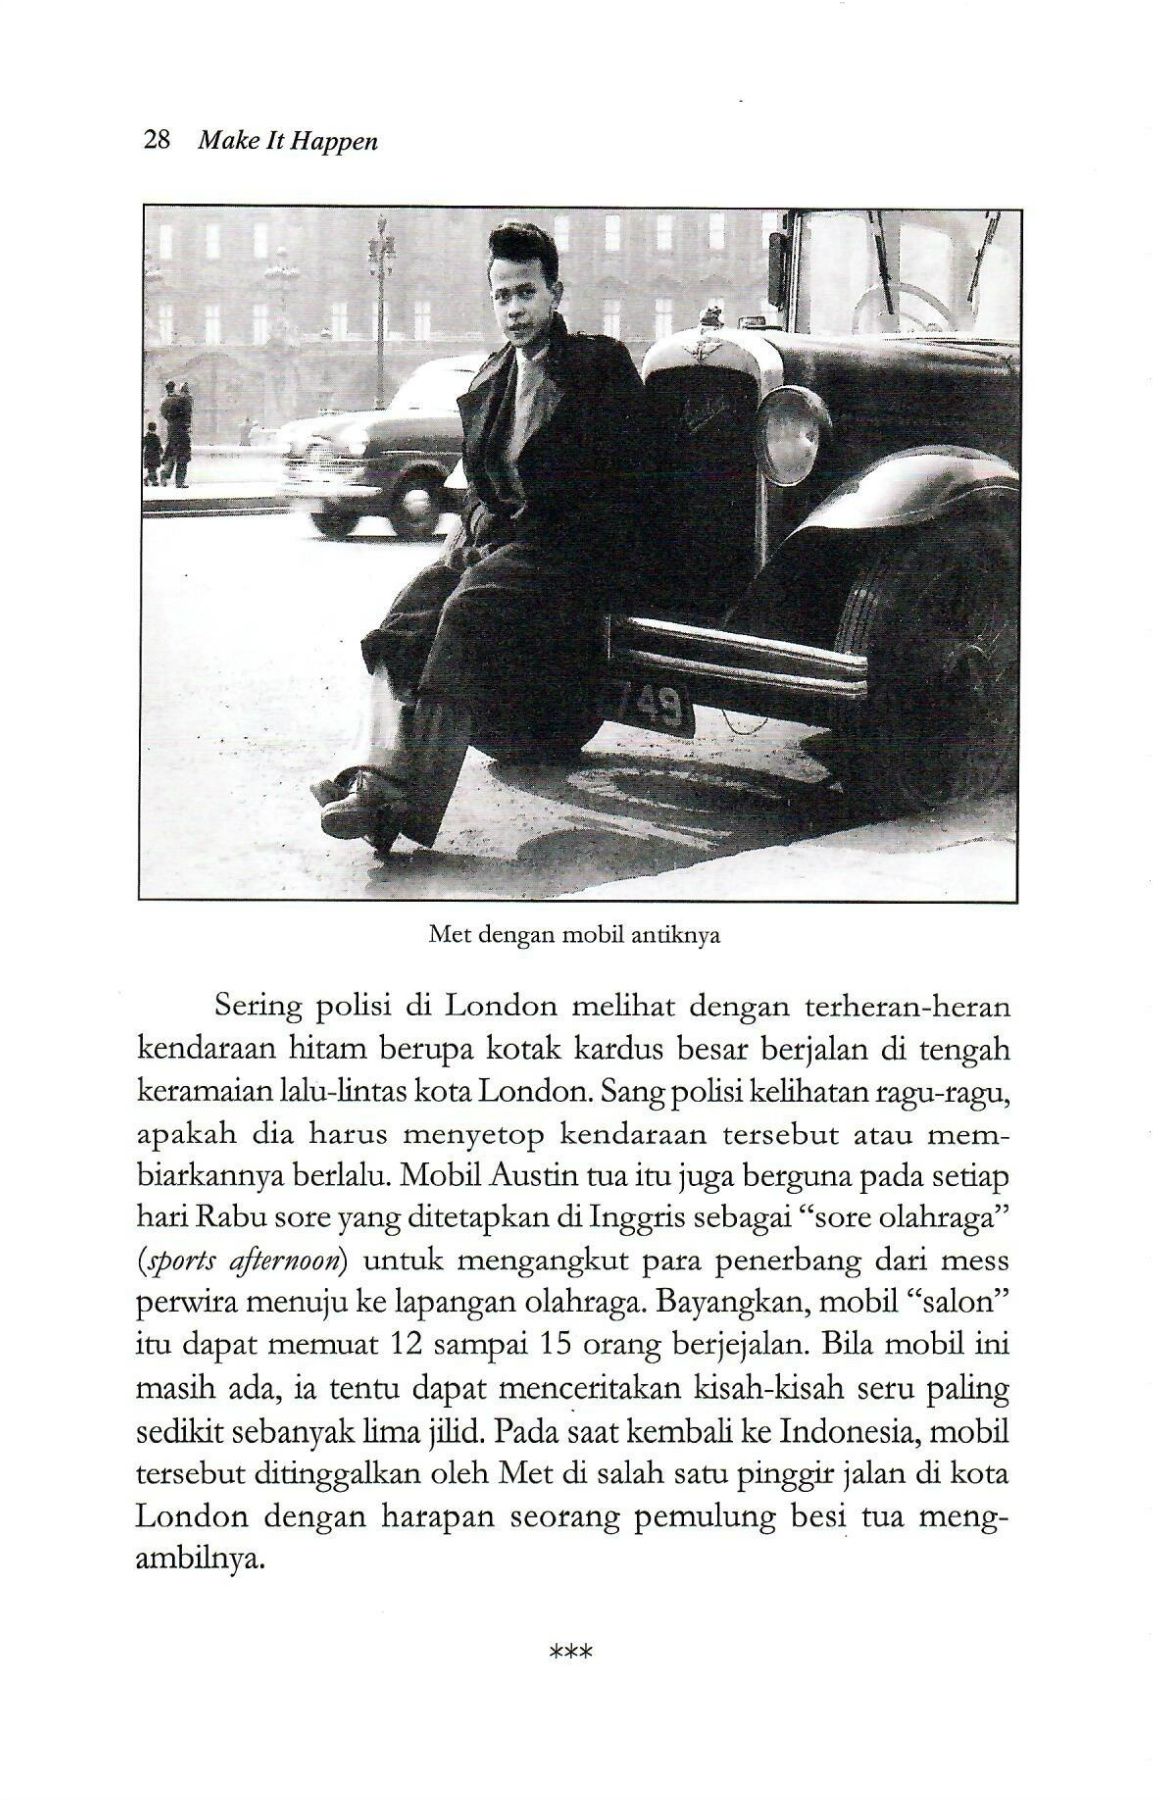 28 Make It Happen
749
Met dengan mobil antiknya
Sering polisi di London melihat dengan terheran-heran
kendaraan hitam berupa kotak kardus besar berjalan di tengah
keramaian lalu-lintas kota London. Sang polisi kelihatan ragu-ragu,
apakah dia harus menyetop kendaraan tersebut atau mem-
biarkannya berlalu. Mobil Austin tua itu juga berguna pada setiap
hari Rabu sore yang ditetapkan di Inggris sebagai “sore olahraga”
(sports afternoon) untuk mengangkut para penerbang dari mess
perwira menuju ke lapangan olahraga. Bayangkan, mobil “salon”
itu dapat memuat 12 sampai 15 orang berjejalan. Bila mobil ini
masih ada, ia tentu dapat menceritakan kisah-kisah seru paling
sedikit sebanyak lima jilid. Pada saat kembali ke Indonesia, mobil
tersebut ditinggalkan oleh Met di salah satu pinggir jalan di kota
London dengan harapan seorang pemulung besi tua meng-
ambilnya.
***